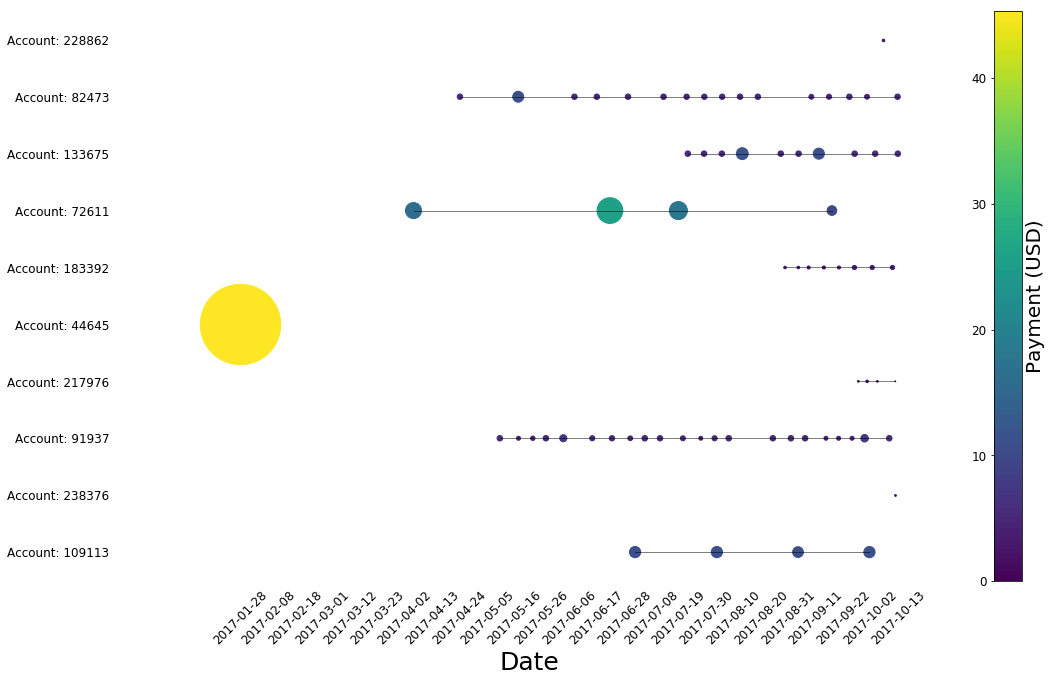 Account: 228862
Account: 82473
Account: 133675
Account: 72611
Account: 183392
Account: 44645
Account: 217976
Account: 91937
Account: 238376
Account: 109113
2017-01-28
2017-02-08
2017-02-18
2017-03-01
2017-03-12
2017-03-23
2017-04-02
2017-04-13
2017-04-24
2017-05-05
2017-05-16
2017-05-26
2017-06-06
2017-06-17
2017-06-28
2017-07-08
2017-07-19
2017-07-30
2017-08-10
2017-08-20
2017-08-31
2017-09-11
2017-09-22
2017-10-02
2017-10-13
Date
40
30
20
10
0
Payment (USD)